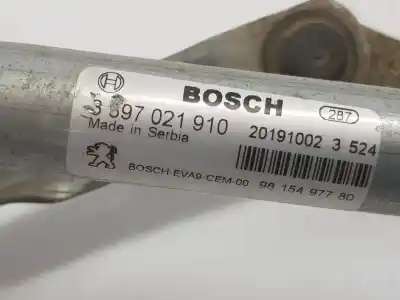 BOSCH
287
3 397 021 910
20191002 3 524
Made in Serbia
BOSCH-EVA9-CEM-00
98 154 977 80